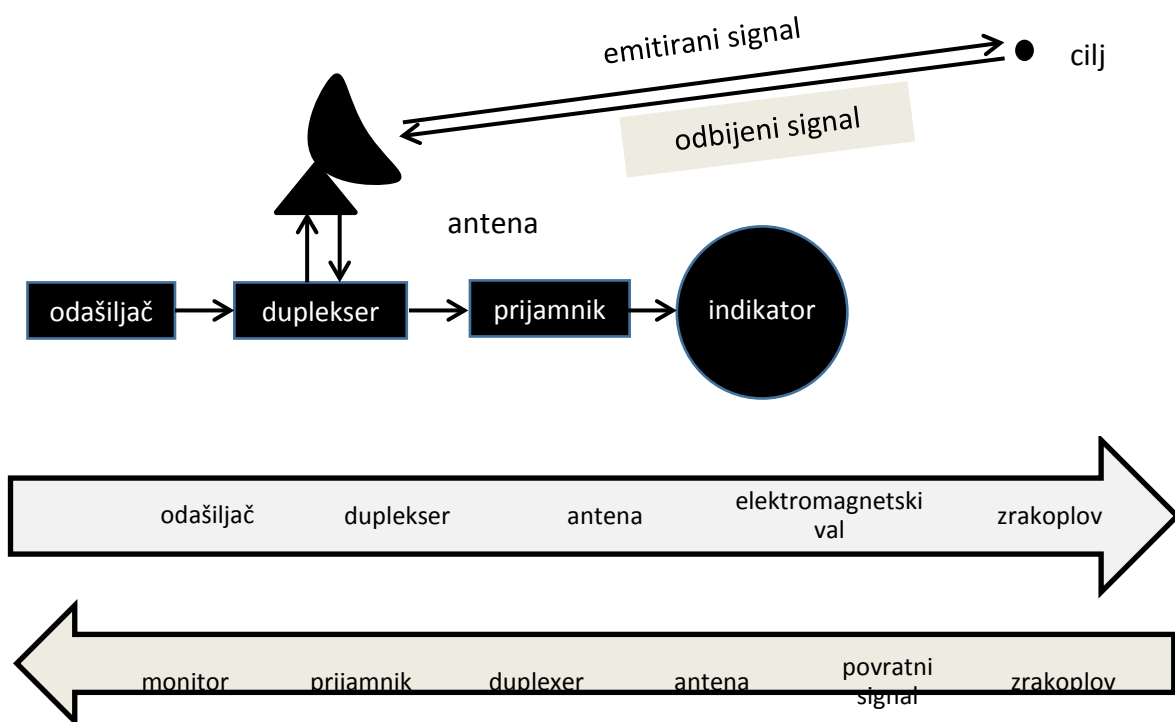 emitirani signal
cilj
odbijeni signal
antena
odašiljač
duplekser
prijamnik
indikator
odašiljač
duplekser
antena
elektromagnetski
val
zrakoplov
monitor
prijamnik
duplexer
antena
povratni
signal
zrakoplov